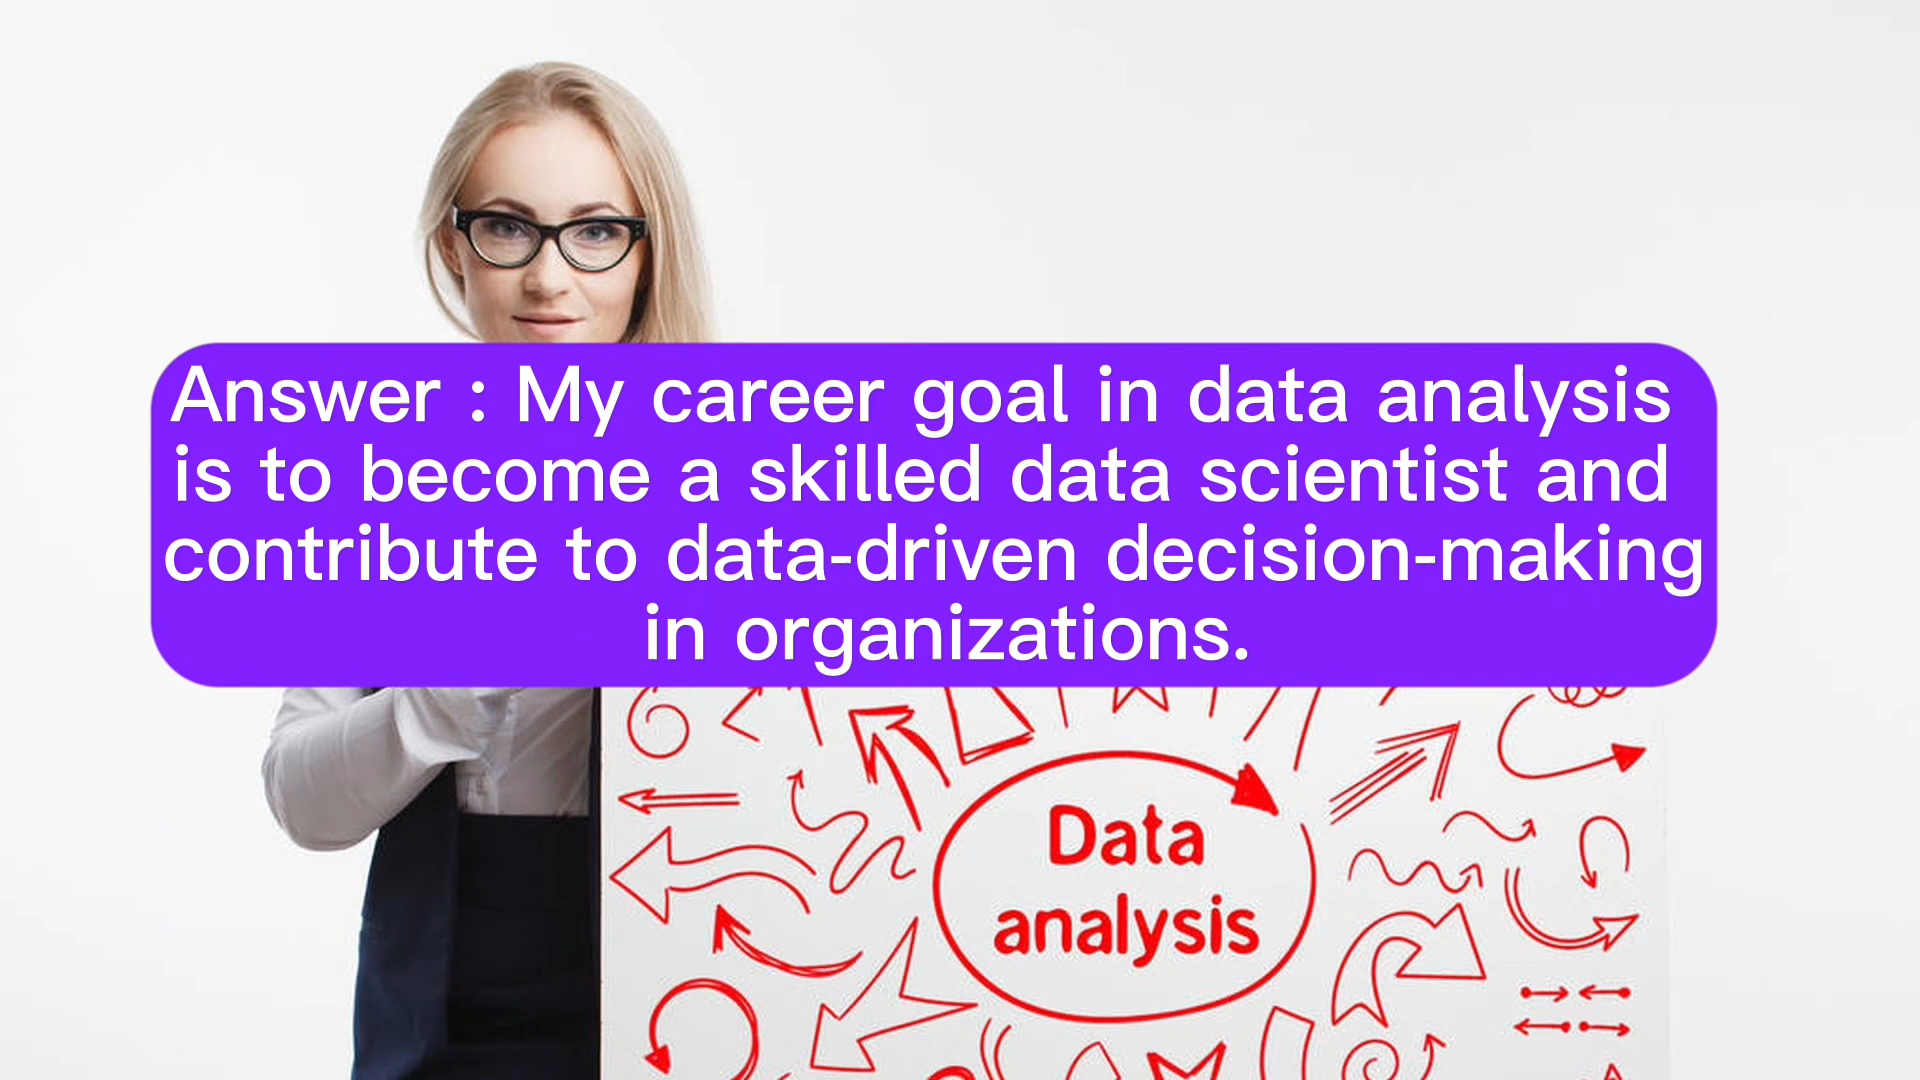 Answer : My career goal in data analysis
is to become a skilled data scientist and
contribute to data-driven decision-making
in organizations.
Data
analysis